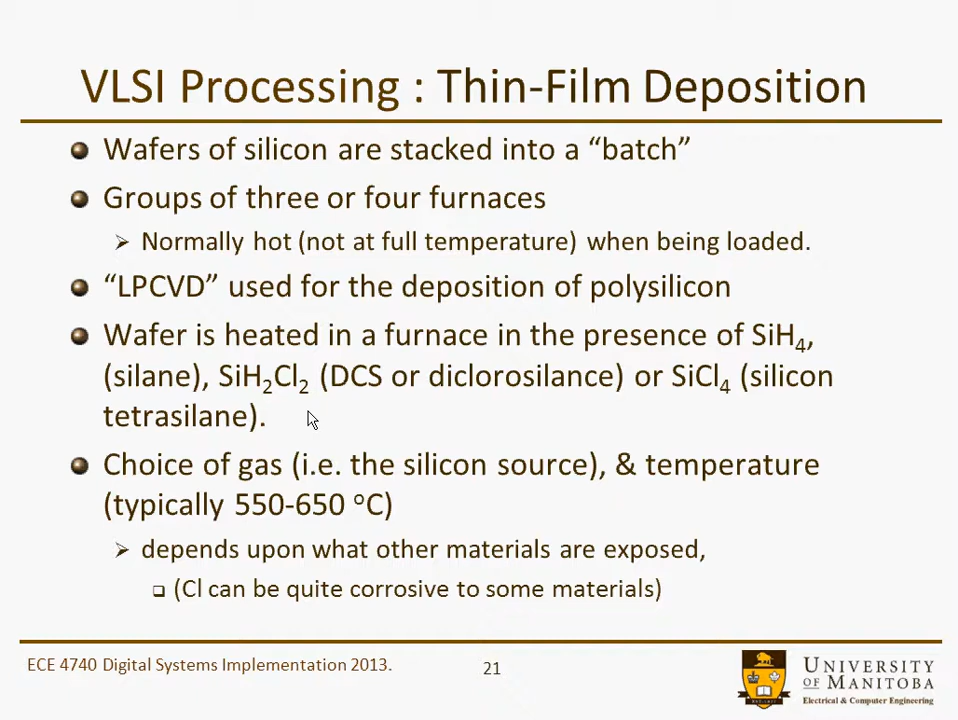 VLSI Processing : Thin-Film Deposition
Wafers of silicon are stacked into a “batch”
Groups of three or four furnaces
Normally hot (not at full temperature) when being loaded.
“LPCVD” used for the deposition of polysilicon
Wafer is heated in a furnace in the presence of SiH₄,
(silane), SiH₂Cl₂ (DCS or diclorosilance) or SiCl₄ (silicon
tetrasilane).
Choice of gas (i.e. the silicon source), & temperature
(typically 550-650 ᵒC)
depends upon what other materials are exposed,
(Cl can be quite corrosive to some materials)
ECE 4740 Digital Systems Implementation 2013.
21
UNIVERSITY
OF MANITOBA
Electrical & Computer Engineering